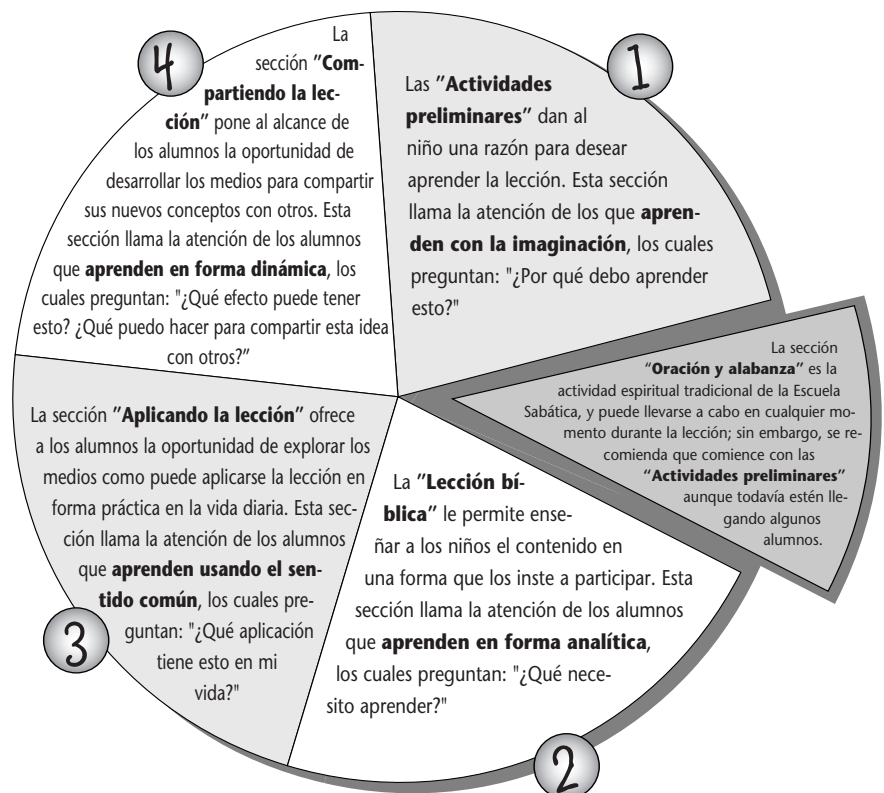 1
Las "Actividades
preliminares" dan al
niño una razón para desear
aprender la lección. Esta sección
llama la atención de los que apren-
den con la imaginación, los cuales
preguntan: "¿Por qué debo aprender
esto?"
La sección
"Oración y alabanza" es la
actividad espiritual tradicional de la Escuela
Sabática, y puede llevarse a cabo en cualquier mo-
mento durante la lección; sin embargo, se re-
comienda que comience con las
"Actividades preliminares"
aunque todavía estén lle-
gando algunos
alumnos.
2
La "Lección bí-
blica" le permite ense-
ñar a los niños el contenido en
una forma que los inste a participar. Esta
sección llama la atención de los alumnos
que aprenden en forma analítica,
los cuales preguntan: "¿Qué nece-
sito aprender?"
3
La sección "Aplicando la lección" ofrece
a los alumnos la oportunidad de explorar los
medios como puede aplicarse la lección en
forma práctica en la vida diaria. Esta sec-
ción llama la atención de los alumnos
que aprenden usando el sen-
tido común, los cuales pre-
guntan: "¿Qué aplicación
tiene esto en mi
vida?"
4
La
sección "Com-
partiendo la lec-
ción" pone al alcance de
los alumnos la oportunidad de
desarrollar los medios para compartir
sus nuevos conceptos con otros. Esta
sección llama la atención de los alumnos
que aprenden en forma dinámica, los
cuales preguntan: "¿Qué efecto puede tener
esto? ¿Qué puedo hacer para compartir esta idea
con otros?"